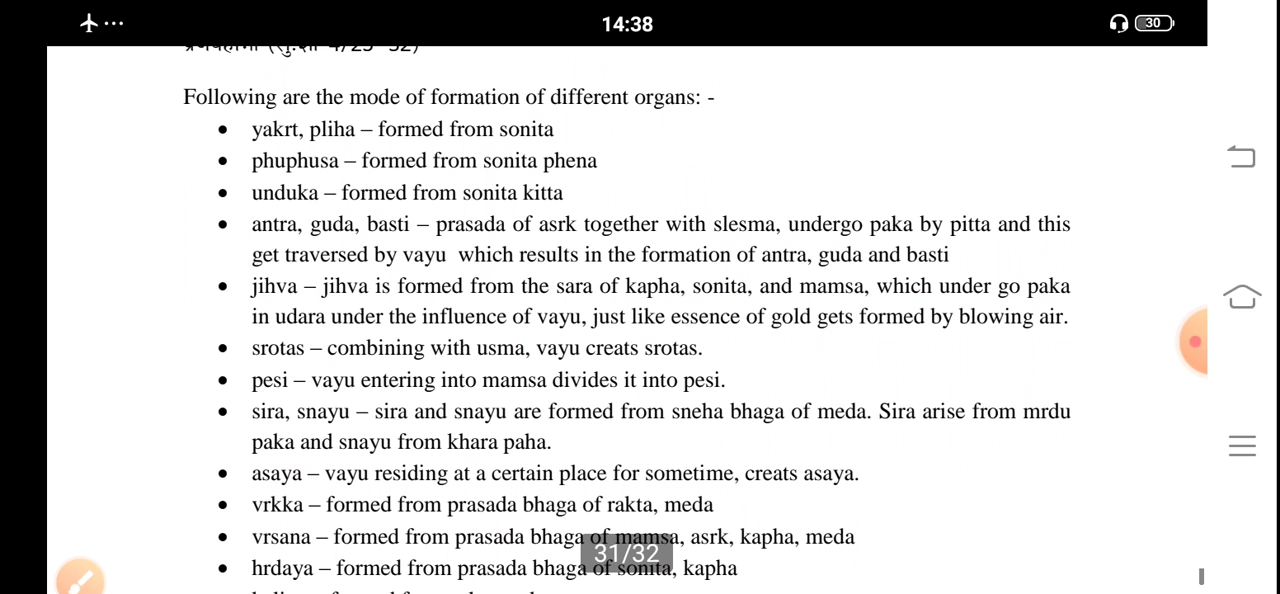 14:38
30
Following are the mode of formation of different organs: -
• yakrt, pliha – formed from sonita
• phuphusa – formed from sonita phena
• unduka – formed from sonita kitta
• antra, guda, basti – prasada of asrk together with slesma, undergo paka by pitta and this
get traversed by vayu which results in the formation of antra, guda and basti
• jihva – jihva is formed from the sara of kapha, sonita, and mamsa, which under go paka
in udara under the influence of vayu, just like essence of gold gets formed by blowing air.
• srotas – combining with usma, vayu creats srotas.
• pesi – vayu entering into mamsa divides it into pesi.
• sira, snayu – sira and snayu are formed from sneha bhaga of meda. Sira arise from mrdu
paka and snayu from khara paha.
• asaya – vayu residing at a certain place for sometime, creats asaya.
• vrkka – formed from prasada bhaga of rakta, meda
• vrsana – formed from prasada bhaga of mamsa, asrk, kapha, meda
31/32
• hrdaya – formed from prasada bhaga of sonita, kapha